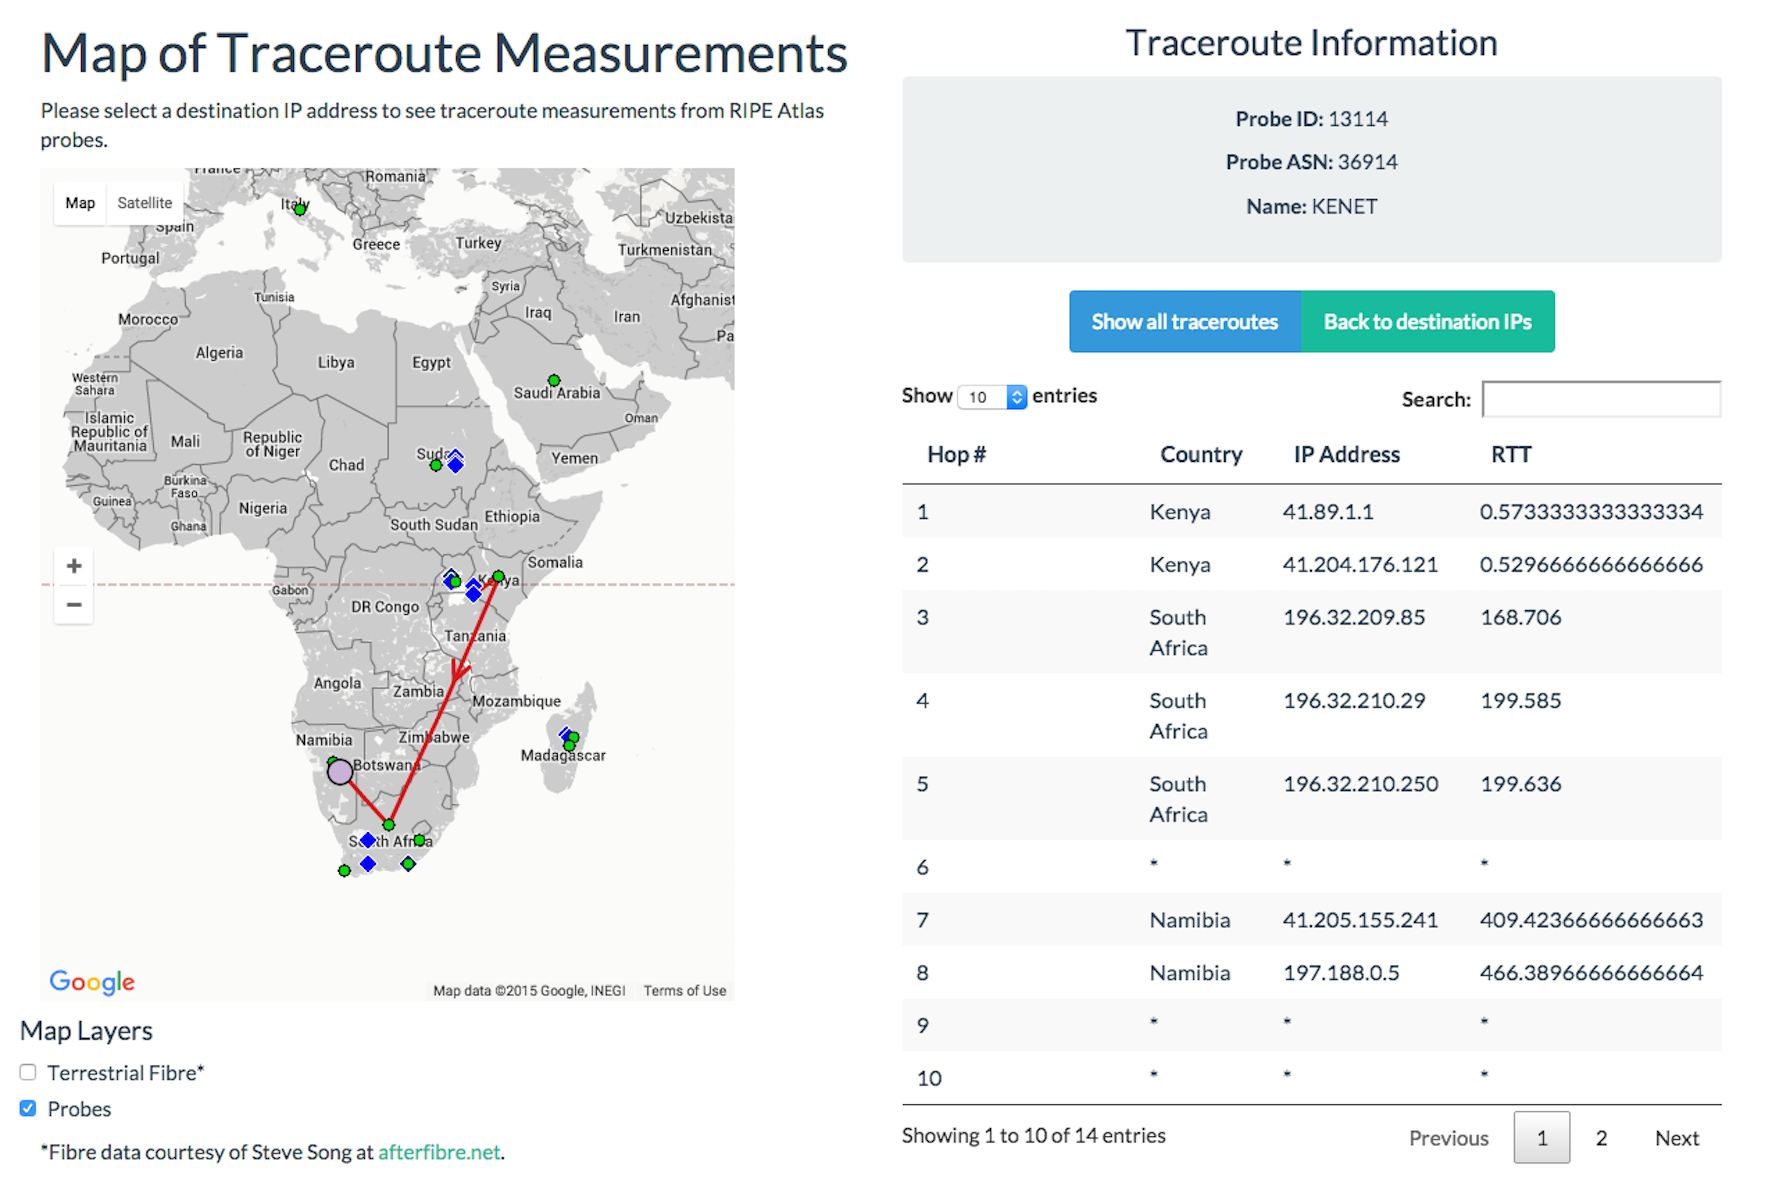 Map of Traceroute Measurements
Please select a destination IP address to see traceroute measurements from RIPE Atlas
probes.
Map Satellite
France
Romania
Italy
Uzbekista
Spain
Greece
Turkey
Turkmenistan
Portugal
Syria
Tunisia
Afghanist
Morocco
Iraq
Iran
Pa
Algeria
Libya
Egypt
Western
Sahara
Saudi Arabia
Oman
Islamic
Republic of
Mauritania
Mali
Republic
of Niger
Chad
Sudan
Yemen
Burkina
Faso
Guinea
Nigeria
Ghana
South Sudan
Ethiopia
Somalia
Kenya
Gabon
DR Congo
Tanzania
Angola
Zambia
Mozambique
Namibia
Zimbabwe
Madagascar
Botswana
South Africa
+
−
Google
Map data ©2015 Google, INEGI Terms of Use
Map Layers
Terrestrial Fibre*
Probes
*Fibre data courtesy of Steve Song at afterfibre.net.
Traceroute Information
Probe ID: 13114
Probe ASN: 36914
Name: KENET
Show all traceroutes Back to destination IPs
Show 10 entries Search:
Hop # Country IP Address RTT
1 Kenya 41.89.1.1 0.5733333333333334
2 Kenya 41.204.176.121 0.5296666666666666
3 South Africa 196.32.209.85 168.706
4 South Africa 196.32.210.29 199.585
5 South Africa 196.32.210.250 199.636
6 * * *
7 Namibia 41.205.155.241 409.42366666666663
8 Namibia 197.188.0.5 466.38966666666664
9 * * *
10 * * *
Showing 1 to 10 of 14 entries Previous 1 2 Next